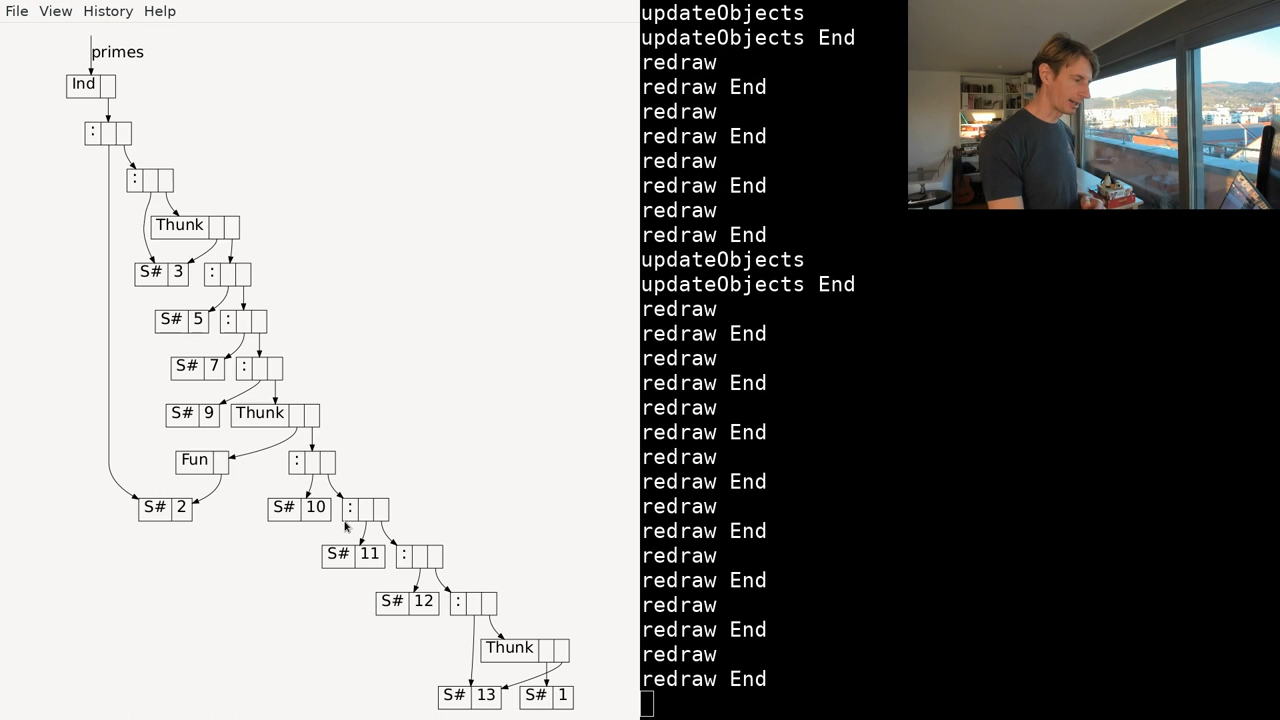 File View History Help
primes
Ind
:
:
Thunk
S# 3 :
S# 5 :
S# 7 :
S# 9 Thunk
Fun :
S# 2 S# 10 :
S# 11 :
S# 12 :
Thunk
S# 13 S# 1
updateObjects
updateObjects End
redraw
redraw End
redraw
redraw End
redraw
redraw End
redraw
redraw End
updateObjects
updateObjects End
redraw
redraw End
redraw
redraw End
redraw
redraw End
redraw
redraw End
redraw
redraw End
redraw
redraw End
redraw
redraw End
redraw
redraw End